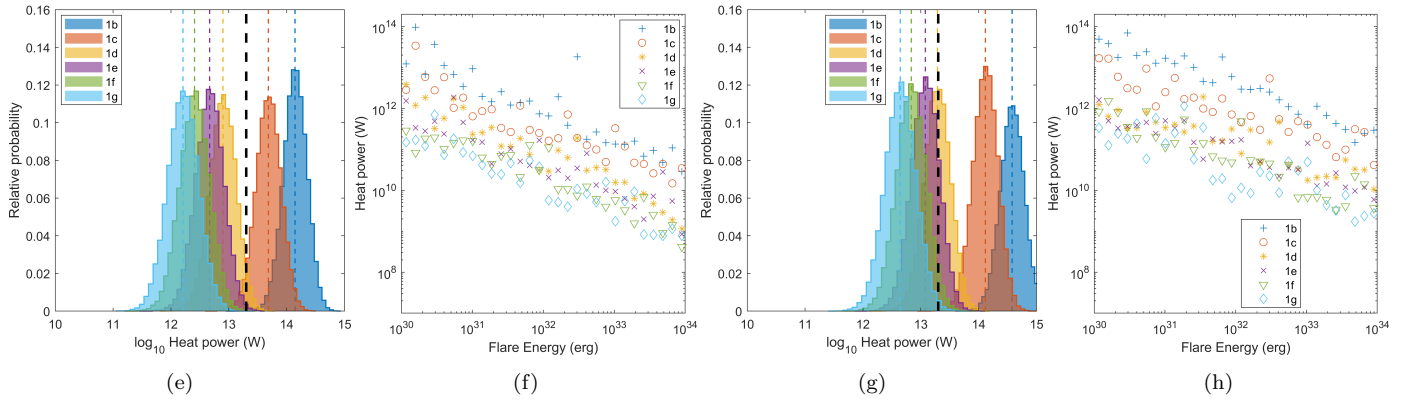 0.16
0.14
0.12
0.1
0.08
0.06
0.04
0.02
0
Relative probability
1b
1c
1d
1e
1f
1g
10 11 12 13 14 15
log10 Heat power (W)
(e)
10^14
10^12
10^10
10^8
Heat power (W)
1b
1c
1d
1e
1f
1g
10^30 10^31 10^32 10^33 10^34
Flare Energy (erg)
(f)
0.16
0.14
0.12
0.1
0.08
0.06
0.04
0.02
0
Relative probability
1b
1c
1d
1e
1f
1g
10 11 12 13 14 15
log10 Heat power (W)
(g)
10^14
10^12
10^10
10^8
Heat power (W)
1b
1c
1d
1e
1f
1g
10^30 10^31 10^32 10^33 10^34
Flare Energy (erg)
(h)